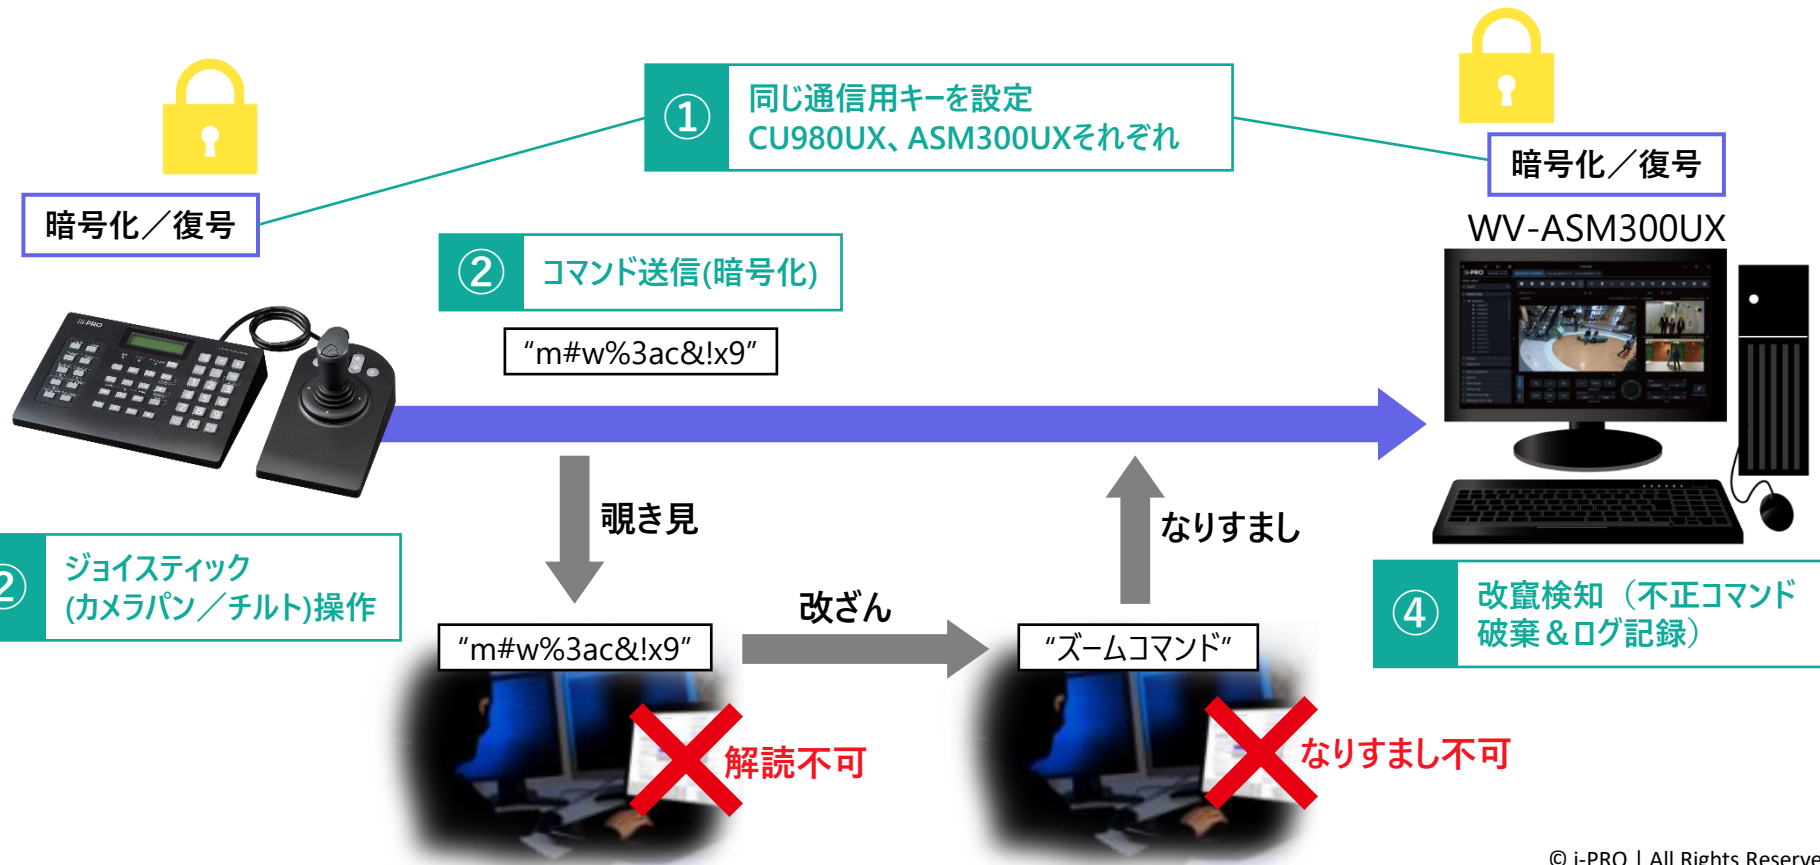 ①
同じ通信用キーを設定
CU980UX、ASM300UXそれぞれ
暗号化／復号
暗号化／復号
WV-ASM300UX
②
コマンド送信(暗号化)
“m#w%3ac&!x9”
i-PRO
i-PRO
覗き見
なりすまし
②
ジョイスティック
(カメラパン／チルト)操作
改ざん
④
改竄検知（不正コマンド
破棄＆ログ記録）
“m#w%3ac&!x9”
“ズームコマンド”
解読不可
なりすまし不可
© i-PRO | All Rights Reserve